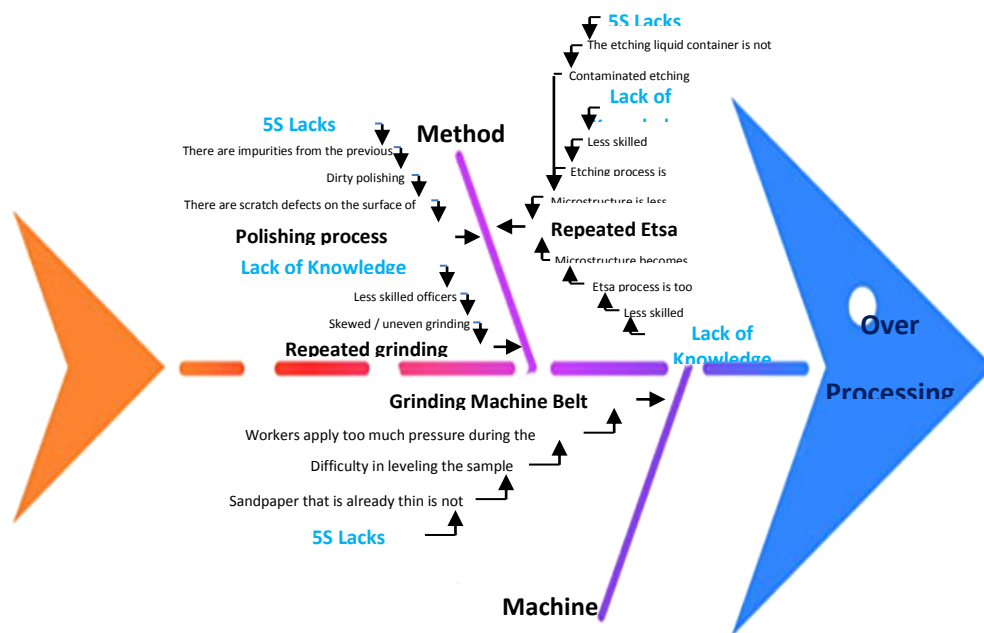 5S Lacks
The etching liquid container is not
Contaminated etching
Lack of
Less skilled
Etching process is
Microstructure is less
Repeated Etsa
Microstructure becomes
Etsa process is too
Less skilled
Lack of
Knowledge
Method
5S Lacks
There are impurities from the previous
Dirty polishing
There are scratch defects on the surface of
Polishing process
Lack of Knowledge
Less skilled officers
Skewed / uneven grinding
Repeated grinding
Grinding Machine Belt
Workers apply too much pressure during the
Difficulty in leveling the sample
Sandpaper that is already thin is not
5S Lacks
Machine
Over
Processing